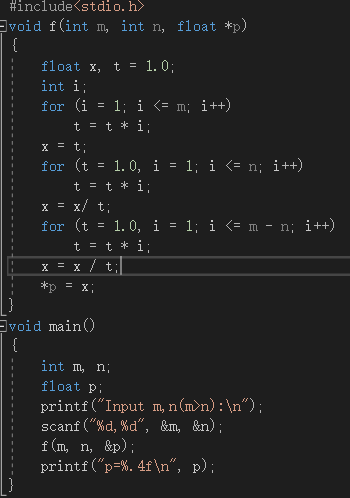 #include<stdio.h>
void f(int m, int n, float *p)
{
float x, t = 1.0;
int i;
for (i = 1; i <= m; i++)
t = t * i;
x = t;
for (t = 1.0, i = 1; i <= n; i++)
t = t * i;
x = x/ t;
for (t = 1.0, i = 1; i <= m - n; i++)
t = t * i;
x = x / t;
*p = x;
}
void main()
{
int m, n;
float p;
printf("Input m,n(m>n):\n");
scanf("%d,%d", &m, &n);
f(m, n, &p);
printf("p=%.4f\n", p);
}